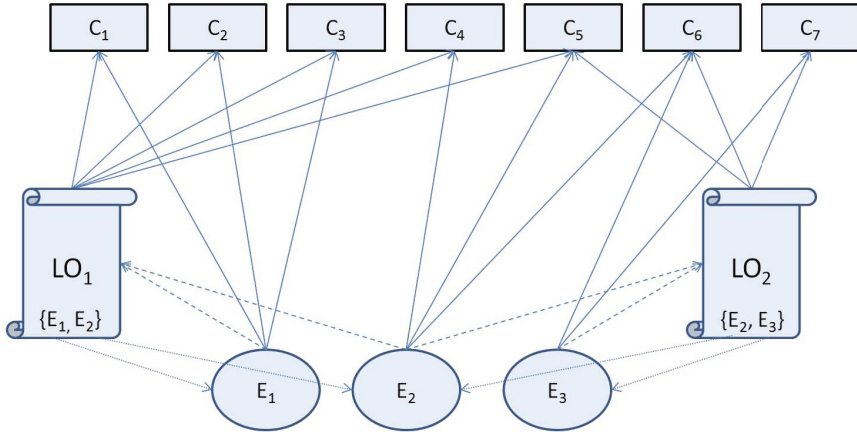 C₁ C₂ C₃ C₄ C₅ C₆ C₇
LO₁ LO₂
{E₁, E₂} {E₂, E₃}
E₁ E₂ E₃